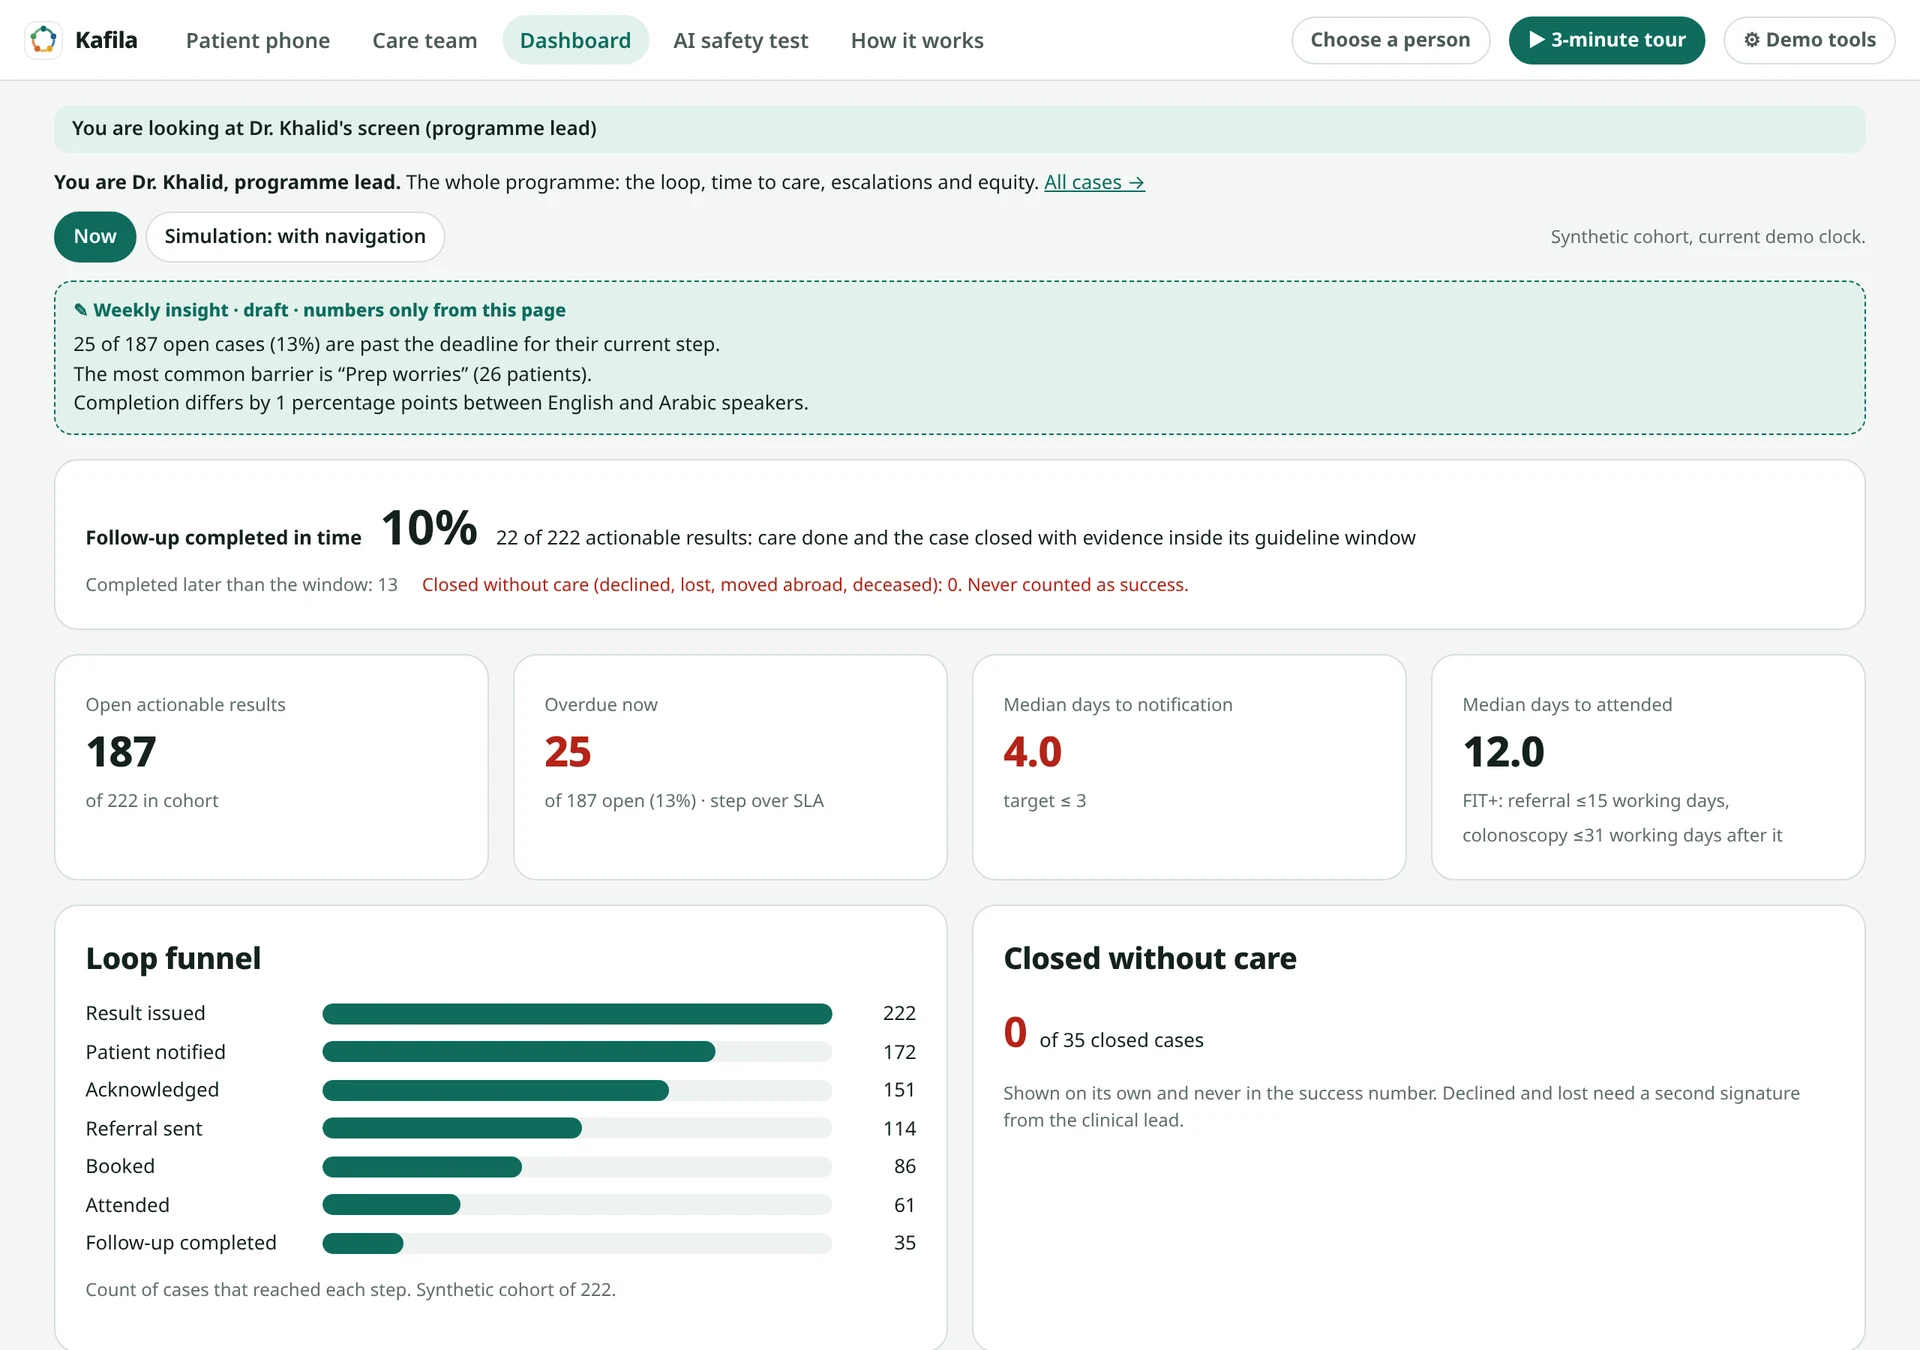 Kafila
Patient phone
Care team
Dashboard
AI safety test
How it works
Choose a person
▶ 3-minute tour
⚙ Demo tools
You are looking at Dr. Khalid's screen (programme lead)
You are Dr. Khalid, programme lead. The whole programme: the loop, time to care, escalations and equity. All cases →
Now
Simulation: with navigation
Synthetic cohort, current demo clock.
✎ Weekly insight · draft · numbers only from this page
25 of 187 open cases (13%) are past the deadline for their current step.
The most common barrier is “Prep worries” (26 patients).
Completion differs by 1 percentage points between English and Arabic speakers.
Follow-up completed in time 10% 22 of 222 actionable results: care done and the case closed with evidence inside its guideline window
Completed later than the window: 13 Closed without care (declined, lost, moved abroad, deceased): 0. Never counted as success.
Open actionable results
187
of 222 in cohort
Overdue now
25
of 187 open (13%) · step over SLA
Median days to notification
4.0
target ≤ 3
Median days to attended
12.0
FIT+: referral ≤15 working days,
colonoscopy ≤31 working days after it
Loop funnel
Result issued 222
Patient notified 172
Acknowledged 151
Referral sent 114
Booked 86
Attended 61
Follow-up completed 35
Count of cases that reached each step. Synthetic cohort of 222.
Closed without care
0 of 35 closed cases
Shown on its own and never in the success number. Declined and lost need a second signature
from the clinical lead.